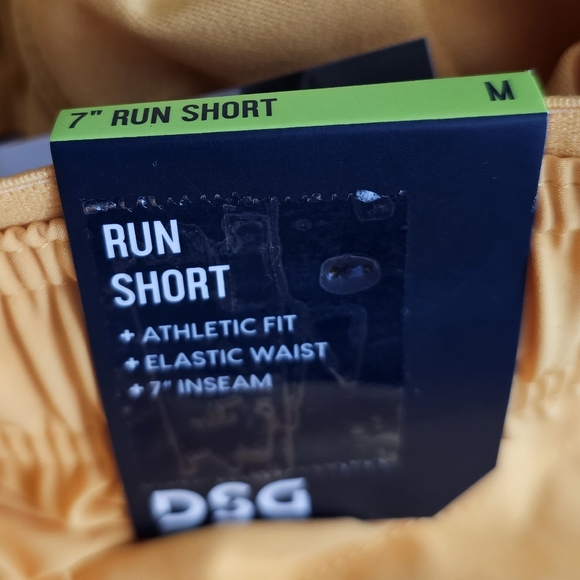 7" RUN SHORT M
RUN
SHORT
+ ATHLETIC FIT
+ ELASTIC WAIST
+ 7" INSEAM
DSG